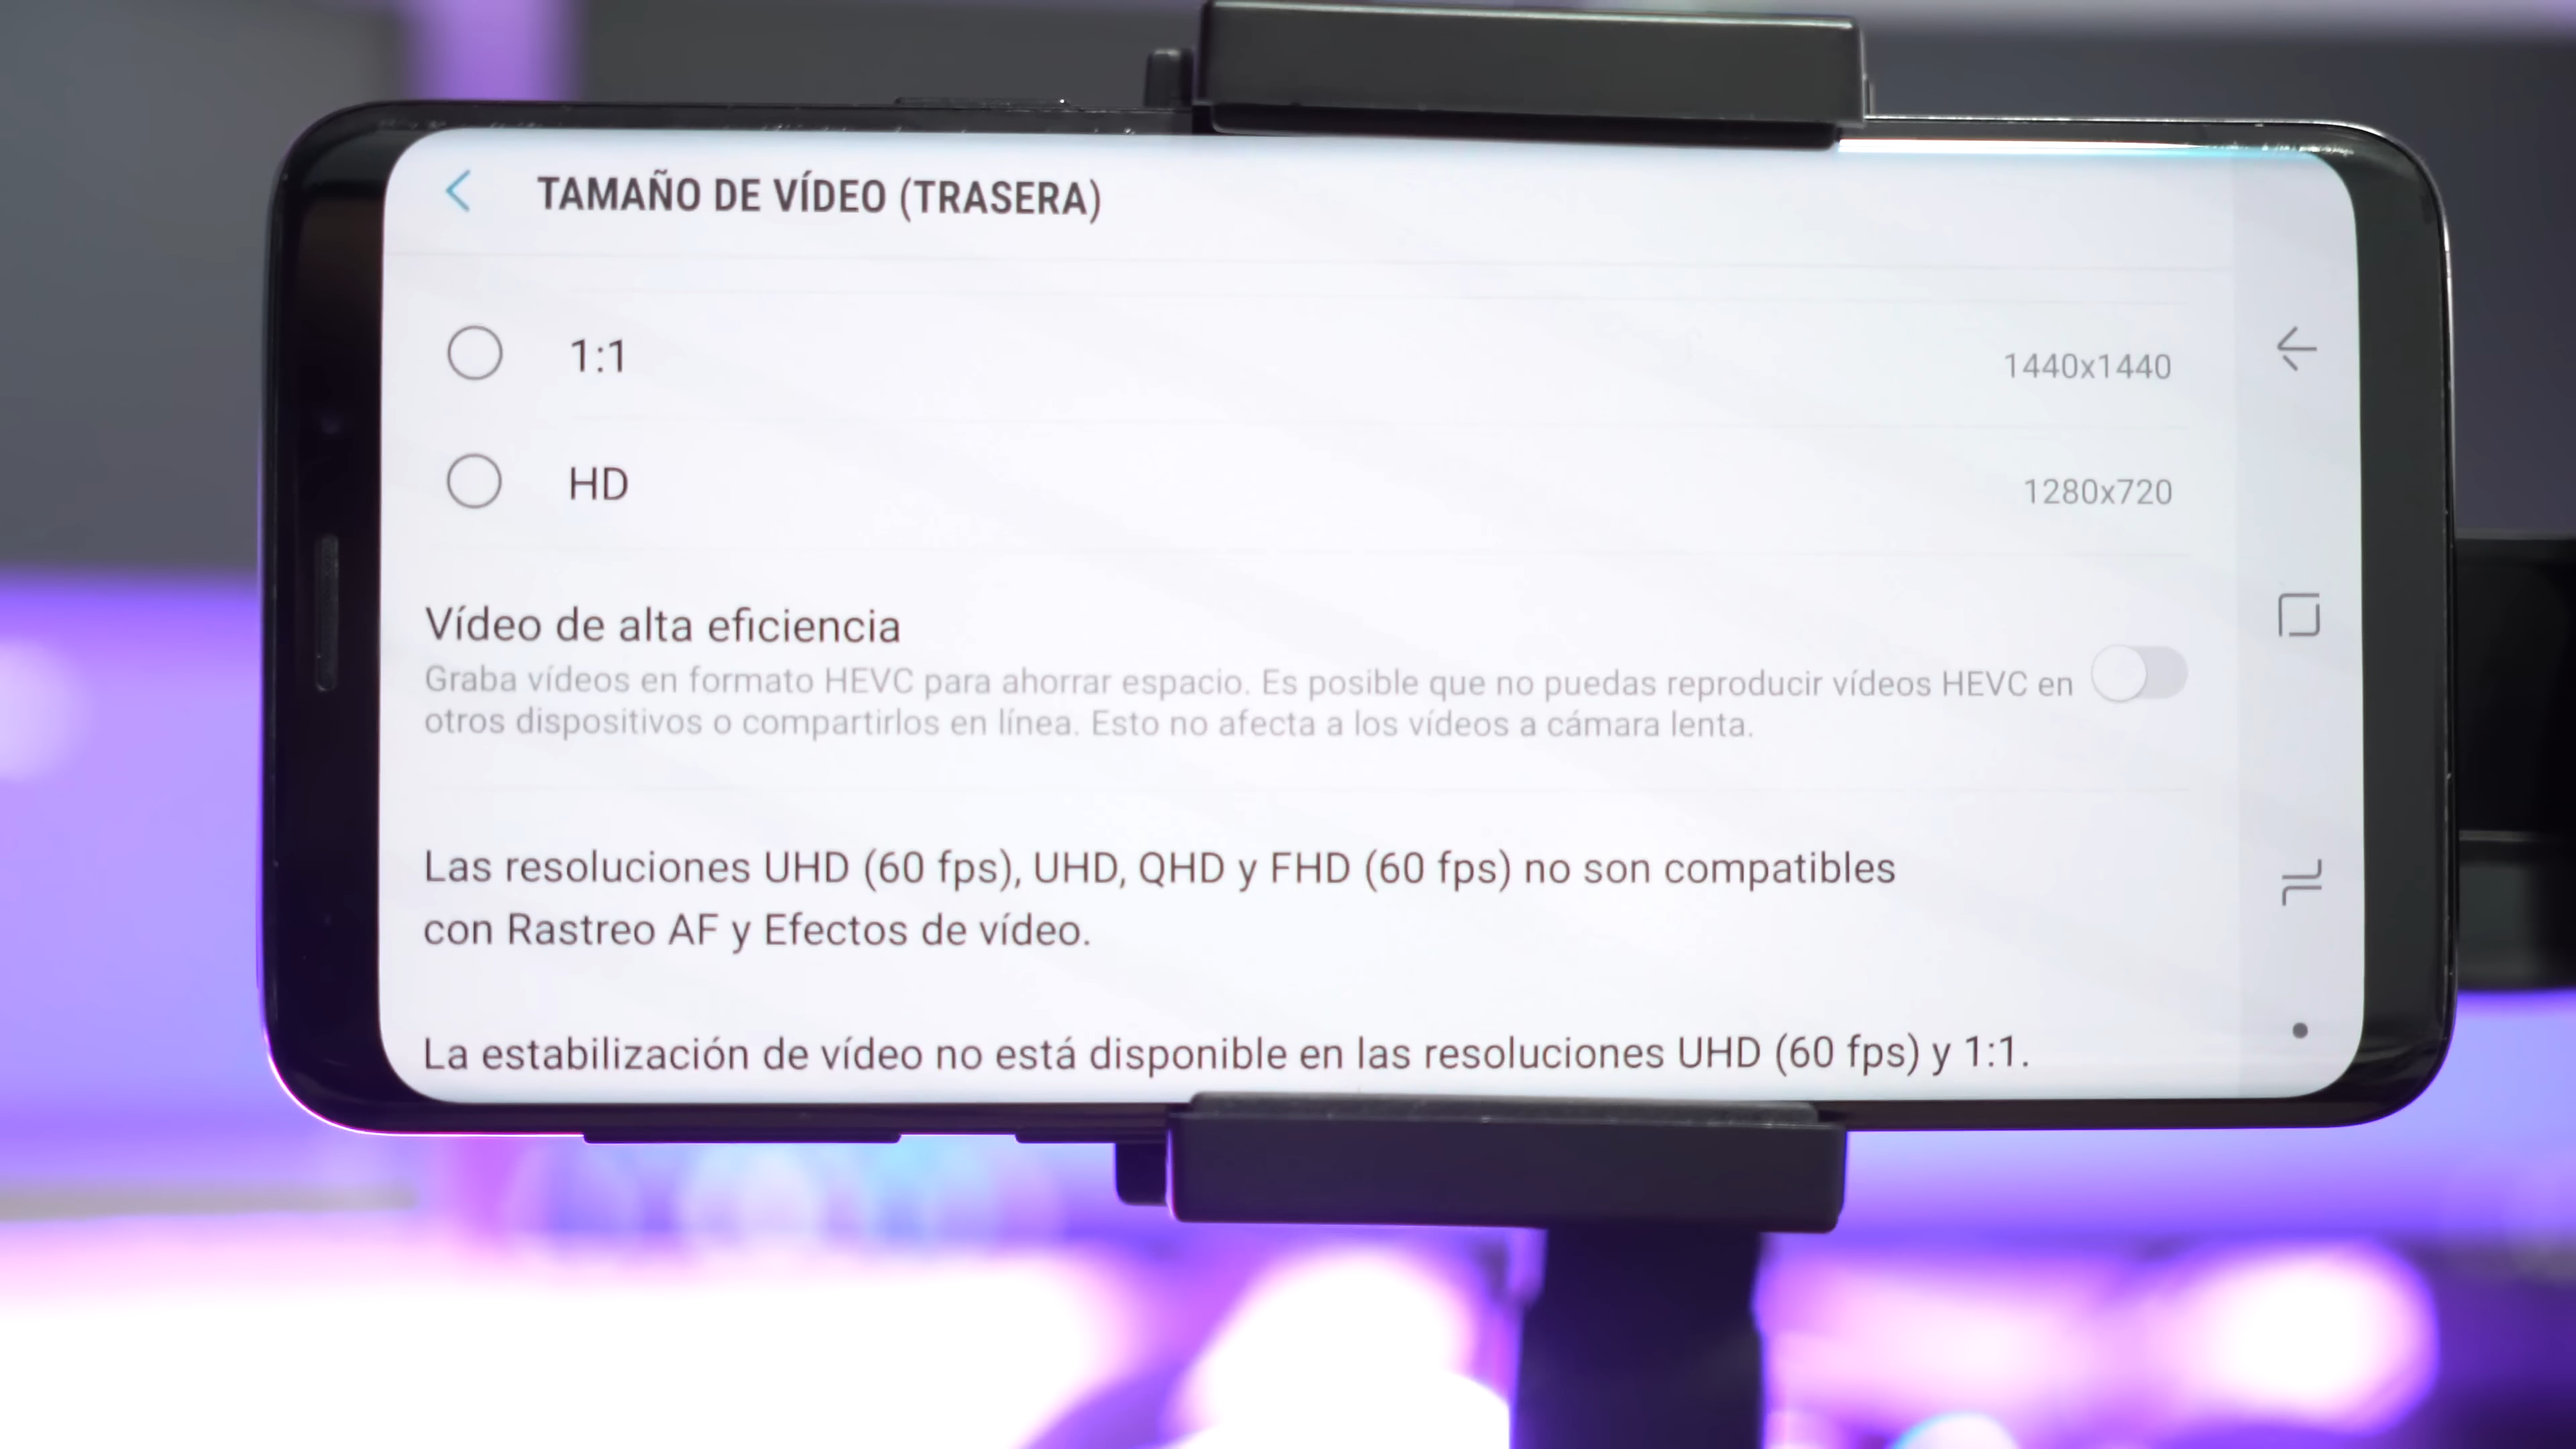 TAMAÑO DE VÍDEO (TRASERA)
1:1 1440x1440
HD 1280x720
Vídeo de alta eficiencia
Graba vídeos en formato HEVC para ahorrar espacio. Es posible que no puedas reproducir vídeos HEVC en
otros dispositivos o compartirlos en línea. Esto no afecta a los vídeos a cámara lenta.
Las resoluciones UHD (60 fps), UHD, QHD y FHD (60 fps) no son compatibles
con Rastreo AF y Efectos de vídeo.
La estabilización de vídeo no está disponible en las resoluciones UHD (60 fps) y 1:1.